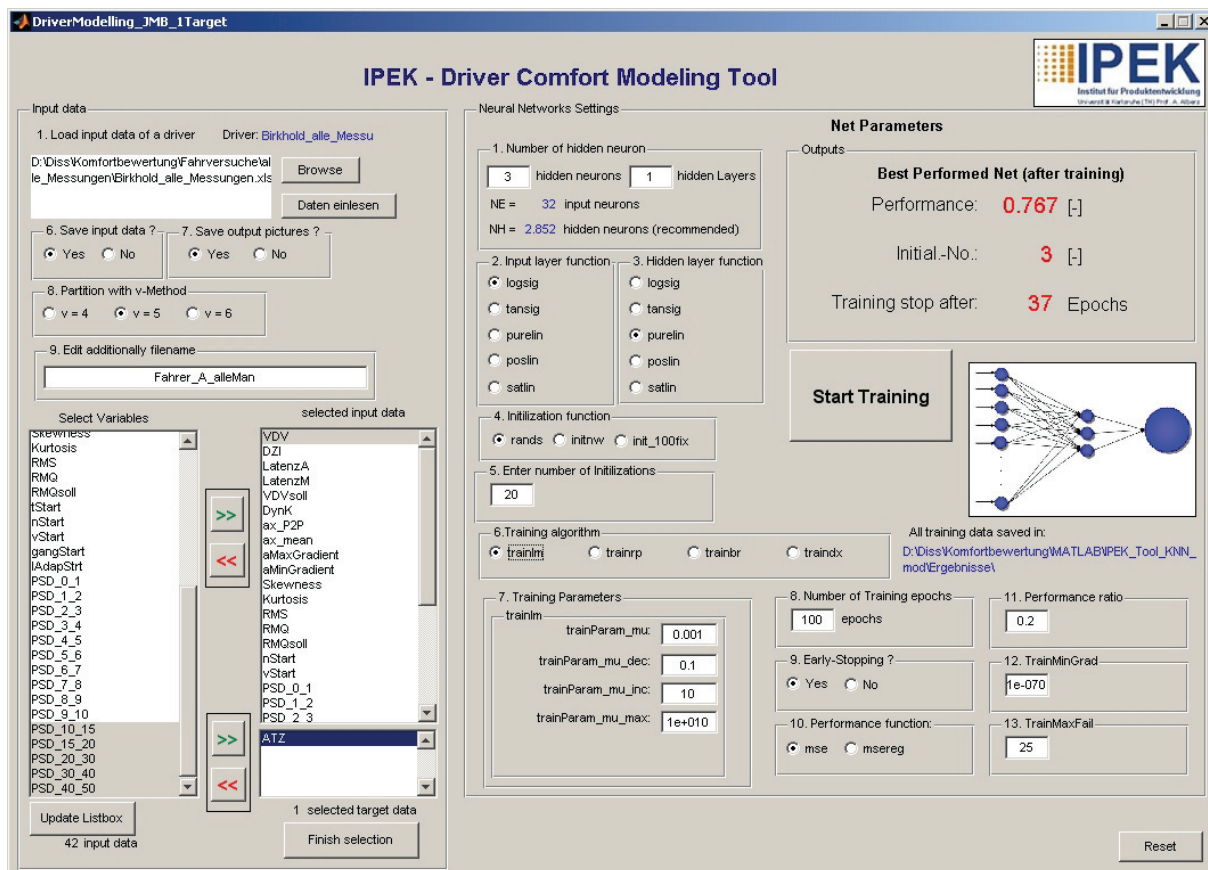 DriverModelling_JMB_1Target
IPEK - Driver Comfort Modeling Tool
IPEK
Institut für Produktentwicklung
Universität Karlsruhe (TH) Prof. A. Albers
Input data
1. Load input data of a driver Driver: Birkhold_alle_Messu
D:\Diss\Komfortbewertung\Fahrversuche\al
le_Messungen\Birkhold_alle_Messungen.xls
Browse
Daten einlesen
6. Save input data ?
Yes No
7. Save output pictures ?
Yes No
8. Partition with v-Method
v = 4 v = 5 v = 6
9. Edit additionally filename
Fahrer_A_alleMan
Select Variables
Skewness
Kurtosis
RMS
RMQ
RMQsoll
tStart
nStart
vStart
gangStart
lAdapStrt
PSD_0_1
PSD_1_2
PSD_2_3
PSD_3_4
PSD_4_5
PSD_5_6
PSD_6_7
PSD_7_8
PSD_8_9
PSD_9_10
PSD_10_15
PSD_15_20
PSD_20_30
PSD_30_40
PSD_40_50
Update Listbox
42 input data
>>
<<
>>
<<
selected input data
VDV
DZI
LatenzA
LatenzM
VDVsoll
DynK
ax_P2P
ax_mean
aMaxGradient
aMinGradient
Skewness
Kurtosis
RMS
RMQ
RMQsoll
nStart
vStart
PSD_0_1
PSD_1_2
PSD_2_3
ATZ
1 selected target data
Finish selection
Neural Networks Settings
1. Number of hidden neuron
3 hidden neurons 1 hidden Layers
NE = 32 input neurons
NH = 2.852 hidden neurons (recommended)
2. Input layer function
logsig
tansig
purelin
poslin
satlin
3. Hidden layer function
logsig
tansig
purelin
poslin
satlin
4. Initilization function
rands initnw init_100fix
5. Enter number of Initilizations
20
6.Training algorithm
trainlm trainrp trainbr traindx
7. Training Parameters
trainlm
trainParam_mu: 0.001
trainParam_mu_dec: 0.1
trainParam_mu_inc: 10
trainParam_mu_max: 1e+010
Net Parameters
Outputs
Best Performed Net (after training)
Performance: 0.767 [-]
Initial.-No.: 3 [-]
Training stop after: 37 Epochs
Start Training
All training data saved in:
D:\Diss\Komfortbewertung\MATLAB\IPEK_Tool_KNN_
mod\Ergebnisse\
8. Number of Training epochs
100 epochs
9. Early-Stopping ?
Yes No
10. Performance function:
mse msereg
11. Performance ratio
0.2
12. TrainMinGrad
1e-070
13. TrainMaxFail
25
Reset